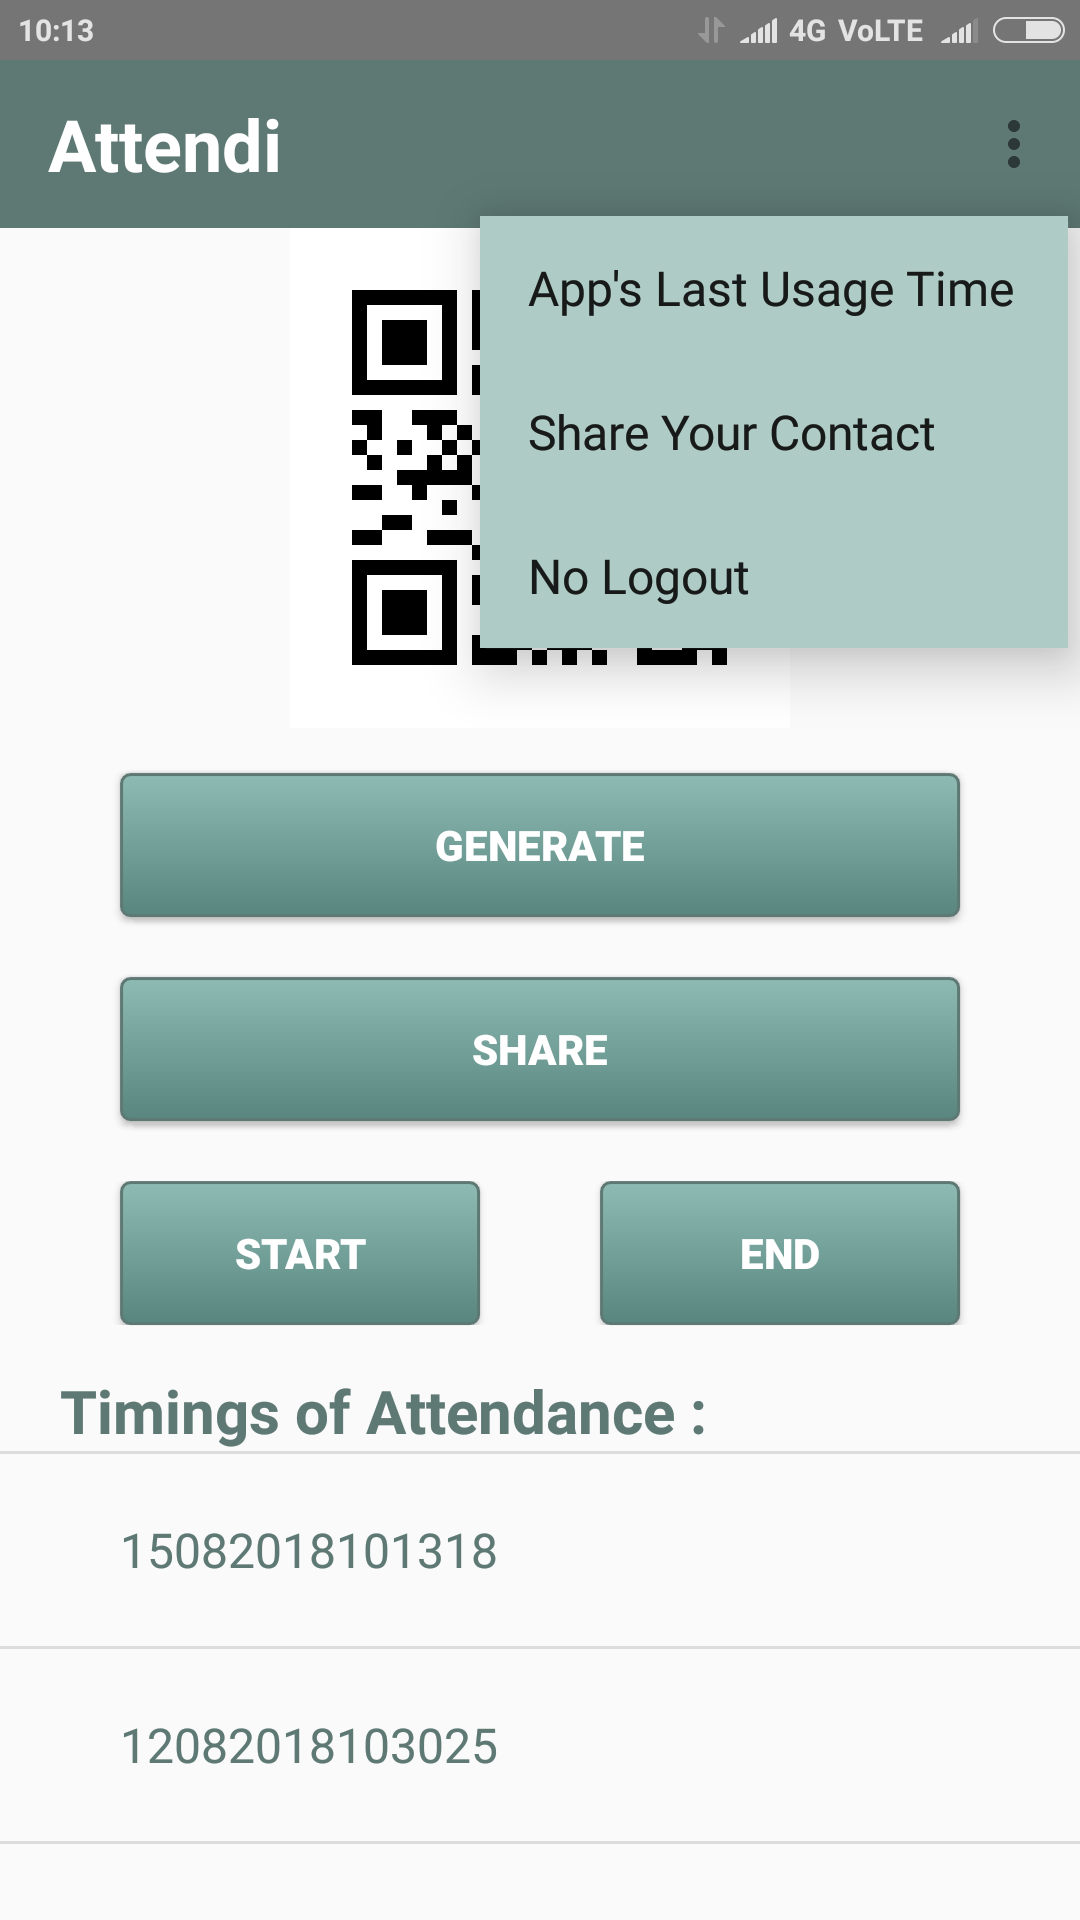 10:13
4G VoLTE
Attendi
App's Last Usage Time
Share Your Contact
No Logout
GENERATE
SHARE
START
END
Timings of Attendance :
15082018101318
12082018103025